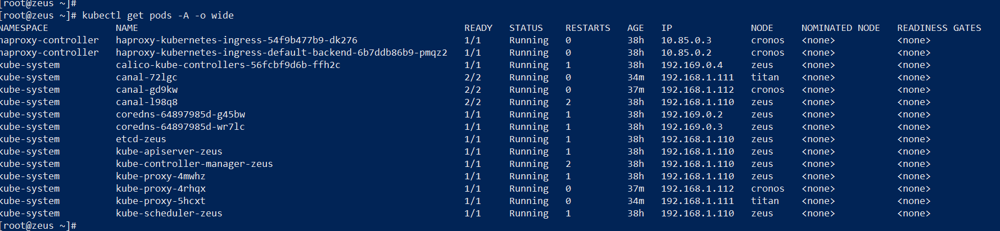 [root@zeus ~]#
[root@zeus ~]# kubectl get pods -A -o wide
NAMESPACE NAME READY STATUS RESTARTS AGE IP NODE NOMINATED NODE READINESS GATES
haproxy-controller haproxy-kubernetes-ingress-54f9b477b9-dk276 1/1 Running 0 38h 10.85.0.3 cronos <none> <none>
haproxy-controller haproxy-kubernetes-ingress-default-backend-6b7ddb86b9-pmqz2 1/1 Running 0 38h 10.85.0.2 cronos <none> <none>
kube-system calico-kube-controllers-56fcbf9d6b-ffh2c 1/1 Running 1 38h 192.169.0.4 zeus <none> <none>
kube-system canal-72lgc 2/2 Running 0 34m 192.168.1.111 titan <none> <none>
kube-system canal-gd9kw 2/2 Running 0 37m 192.168.1.112 cronos <none> <none>
kube-system canal-l98q8 2/2 Running 2 38h 192.168.1.110 zeus <none> <none>
kube-system coredns-64897985d-g45bw 1/1 Running 1 38h 192.169.0.2 zeus <none> <none>
kube-system coredns-64897985d-wr7lc 1/1 Running 1 38h 192.169.0.3 zeus <none> <none>
kube-system etcd-zeus 1/1 Running 1 38h 192.168.1.110 zeus <none> <none>
kube-system kube-apiserver-zeus 1/1 Running 1 38h 192.168.1.110 zeus <none> <none>
kube-system kube-controller-manager-zeus 1/1 Running 2 38h 192.168.1.110 zeus <none> <none>
kube-system kube-proxy-4mwhz 1/1 Running 1 38h 192.168.1.110 zeus <none> <none>
kube-system kube-proxy-4rhqx 1/1 Running 0 37m 192.168.1.112 cronos <none> <none>
kube-system kube-proxy-5hcxt 1/1 Running 0 34m 192.168.1.111 titan <none> <none>
kube-system kube-scheduler-zeus 1/1 Running 1 38h 192.168.1.110 zeus <none> <none>
[root@zeus ~]#